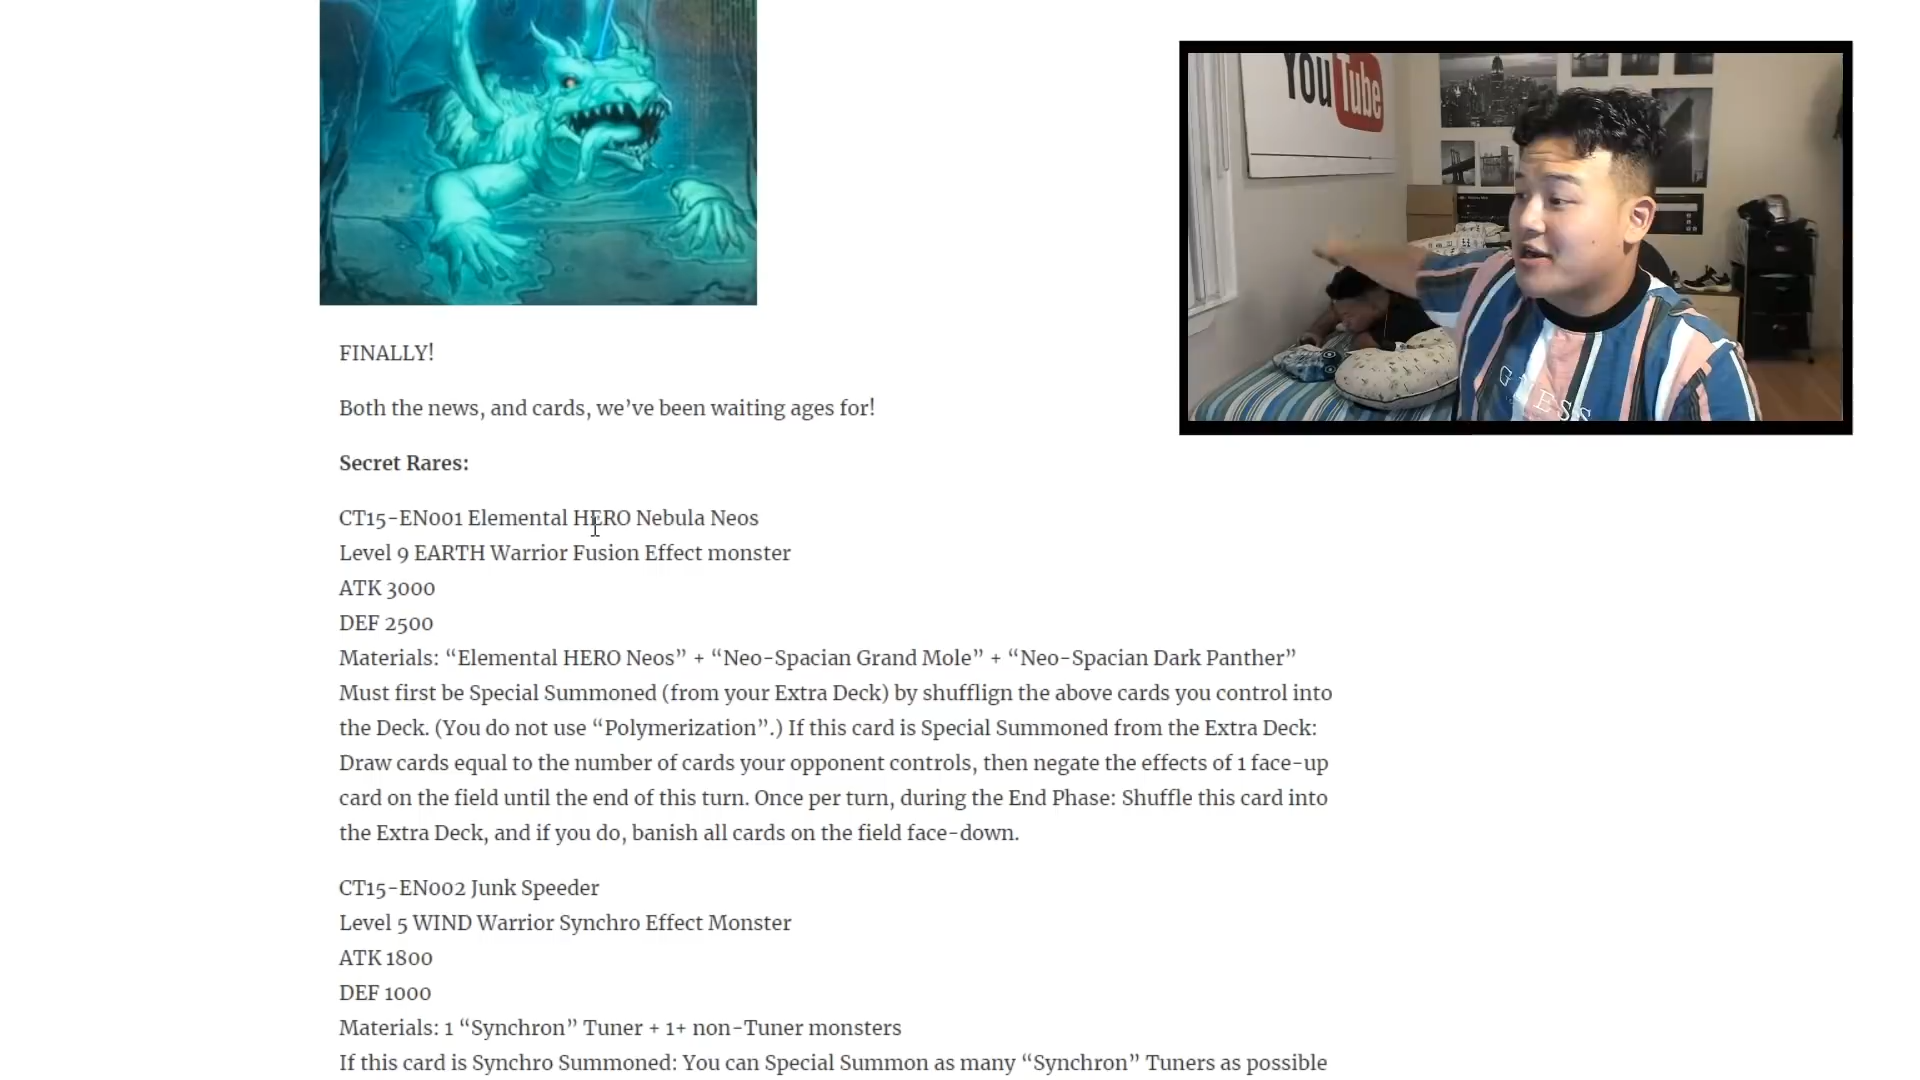 You Tube
GUESS
FINALLY!
Both the news, and cards, we’ve been waiting ages for!
Secret Rares:
CT15-EN001 Elemental HERO Nebula Neos
Level 9 EARTH Warrior Fusion Effect monster
ATK 3000
DEF 2500
Materials: “Elemental HERO Neos” + “Neo-Spacian Grand Mole” + “Neo-Spacian Dark Panther”
Must first be Special Summoned (from your Extra Deck) by shufflign the above cards you control into
the Deck. (You do not use “Polymerization”.) If this card is Special Summoned from the Extra Deck:
Draw cards equal to the number of cards your opponent controls, then negate the effects of 1 face-up
card on the field until the end of this turn. Once per turn, during the End Phase: Shuffle this card into
the Extra Deck, and if you do, banish all cards on the field face-down.
CT15-EN002 Junk Speeder
Level 5 WIND Warrior Synchro Effect Monster
ATK 1800
DEF 1000
Materials: 1 “Synchron” Tuner + 1+ non-Tuner monsters
If this card is Synchro Summoned: You can Special Summon as many “Synchron” Tuners as possible